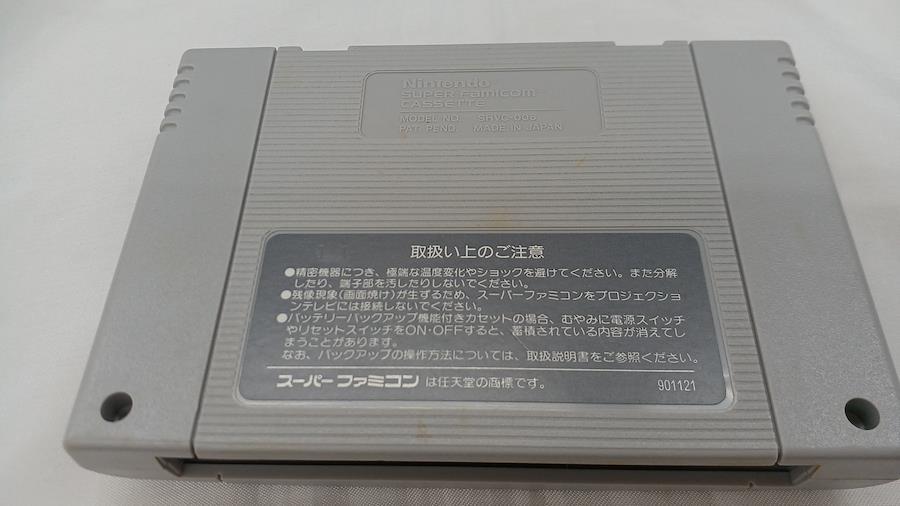 Nintendo
SUPER Famicom
CASSETTE
MODEL NO. SHVC-006
PAT. PEND. MADE IN JAPAN
取扱い上のご注意
●精密機器につき、極端な温度変化やショックを避けてください。また分解
したり、端子部を汚したりしないでください。
●残像現象(画面焼け)が生ずるため、スーパーファミコンをプロジェクショ
ンテレビには接続しないでください。
●バッテリーバックアップ機能付きカセットの場合、むやみに電源スイッチ
やリセットスイッチをON・OFFすると、蓄積されている内容が消えてし
まうことがあります。
なお、バックアップの操作方法については、取扱説明書をご参照ください。
スーパーファミコン は任天堂の商標です。 901121